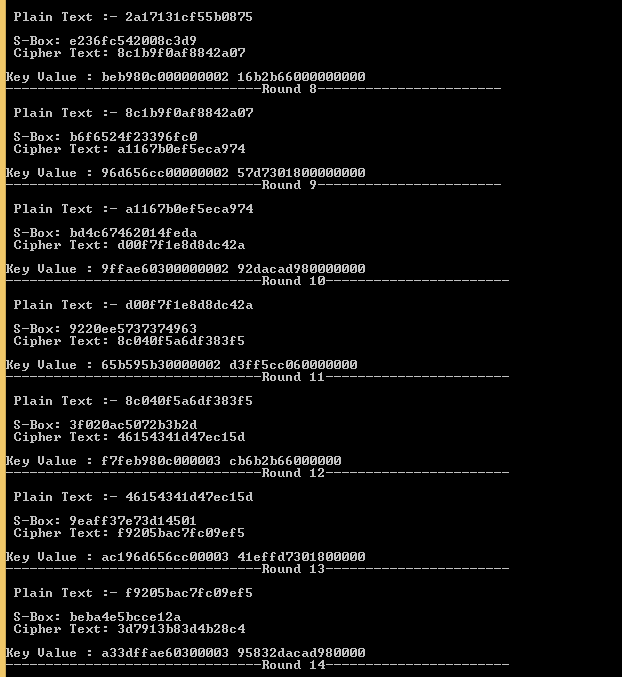 Plain Text :- 2a17131cf55b0875
S-Box: e236fc542008c3d9
Cipher Text: 8c1b9f0af8842a07
Key Value : beb980c000000002 16b2b66000000000
--------------------------------Round 8-----------------------
Plain Text :- 8c1b9f0af8842a07
S-Box: b6f6524f23396fc0
Cipher Text: a1167b0ef5eca974
Key Value : 96d656cc00000002 57d7301800000000
--------------------------------Round 9-----------------------
Plain Text :- a1167b0ef5eca974
S-Box: bd4c67462014feda
Cipher Text: d00f7f1e8d8dc42a
Key Value : 9ffae60300000002 92dacad980000000
--------------------------------Round 10-----------------------
Plain Text :- d00f7f1e8d8dc42a
S-Box: 9220ee5737374963
Cipher Text: 8c040f5a6df383f5
Key Value : 65b595b30000002 d3ff5cc060000000
--------------------------------Round 11-----------------------
Plain Text :- 8c040f5a6df383f5
S-Box: 3f020ac5072b3b2d
Cipher Text: 46154341d47ec15d
Key Value : f7feb980c000003 cb6b2b66000000
--------------------------------Round 12-----------------------
Plain Text :- 46154341d47ec15d
S-Box: 9eaff37e73d14501
Cipher Text: f9205bac7fc09ef5
Key Value : ac196d656cc00003 41effd7301800000
--------------------------------Round 13-----------------------
Plain Text :- f9205bac7fc09ef5
S-Box: beba4e5bcce12a
Cipher Text: 3d7913b83d4b28c4
Key Value : a33dffae60300003 95832dacad980000
--------------------------------Round 14-----------------------